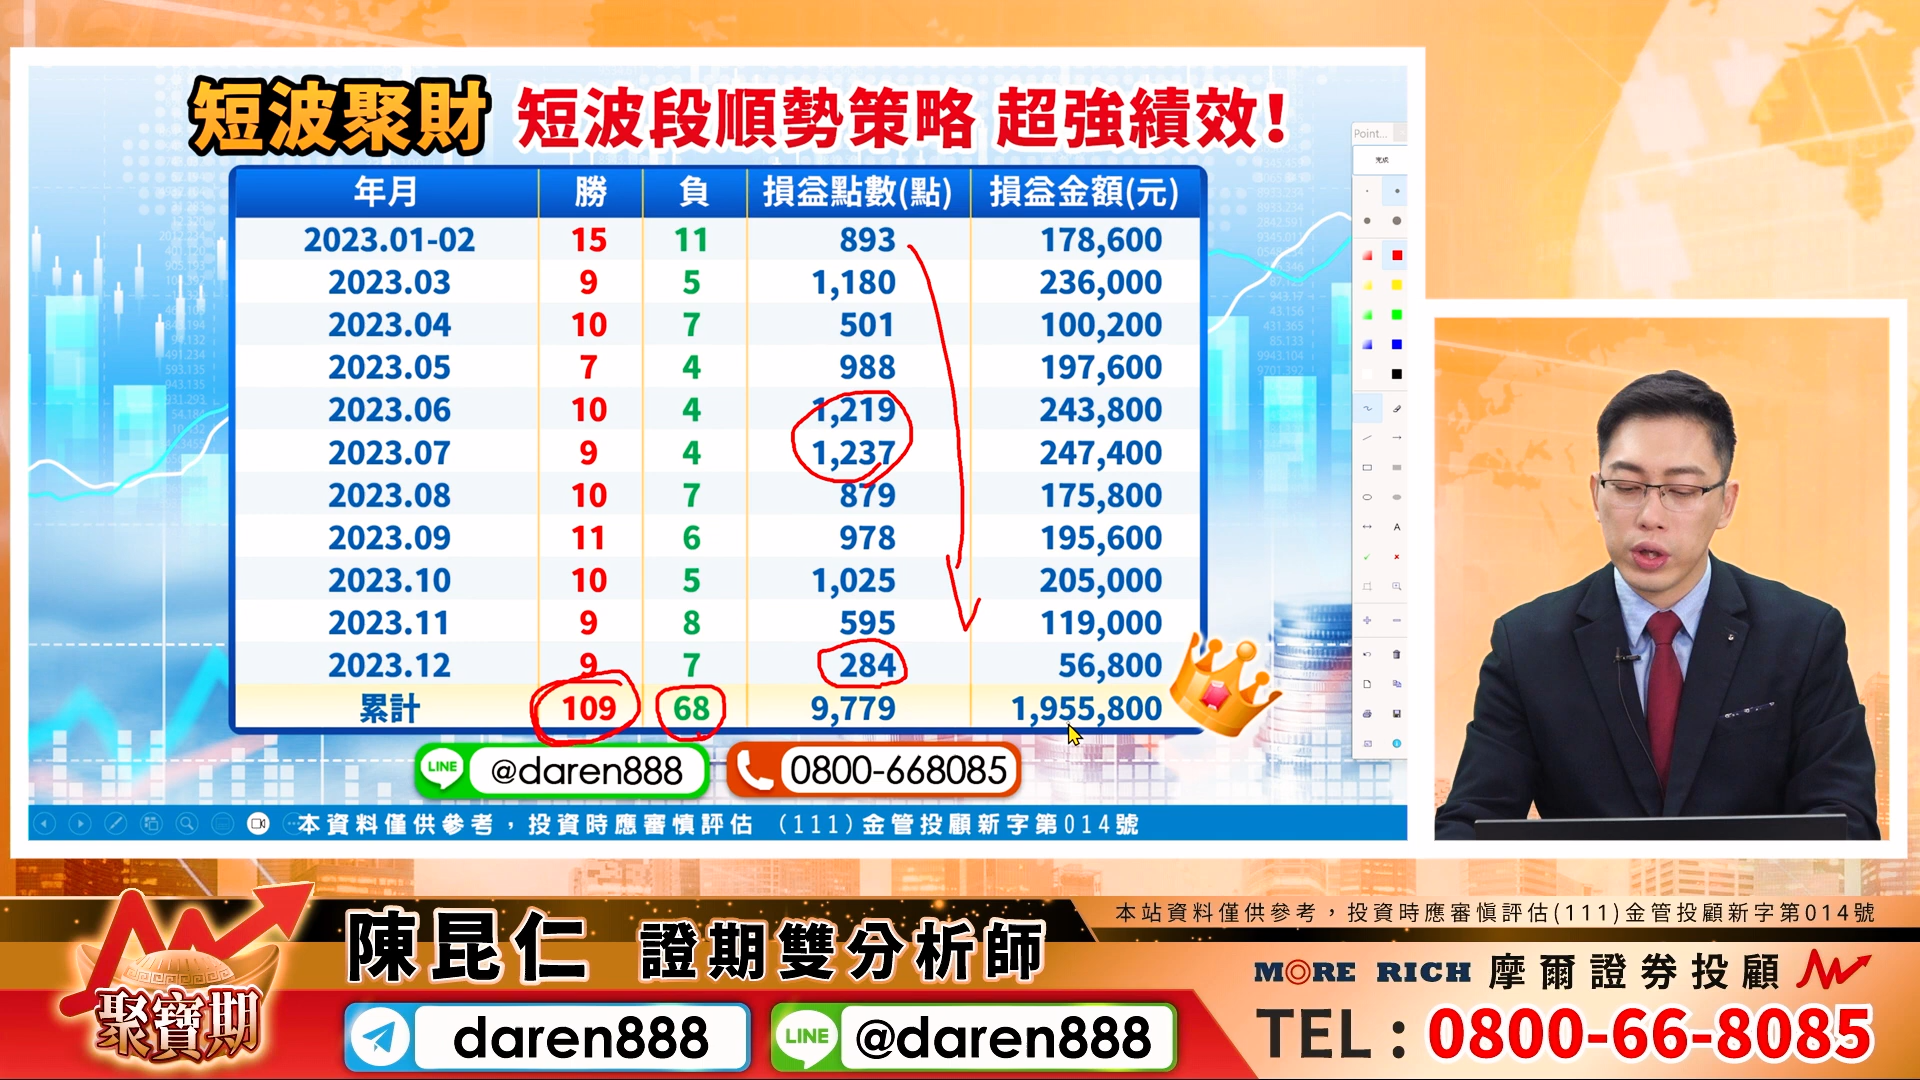 短波聚財 短波段順勢策略 超強績效!
年月 勝 負 損益點數(點) 損益金額(元)
2023.01-02 15 11 893 178,600
2023.03 9 5 1,180 236,000
2023.04 10 7 501 100,200
2023.05 7 4 988 197,600
2023.06 10 4 1,219 243,800
2023.07 9 4 1,237 247,400
2023.08 10 7 879 175,800
2023.09 11 6 978 195,600
2023.10 10 5 1,025 205,000
2023.11 9 8 595 119,000
2023.12 9 7 284 56,800
累計 109 68 9,779 1,955,800
LINE @daren888 0800-668085
本資料僅供參考，投資時應審慎評估 (111)金管投顧新字第014號
Point...
完成
A
聚寶期
陳昆仁 證期雙分析師
daren888 LINE @daren888
本站資料僅供參考，投資時應審慎評估(111)金管投顧新字第014號
MORE RICH 摩爾證券投顧
TEL：0800-66-8085